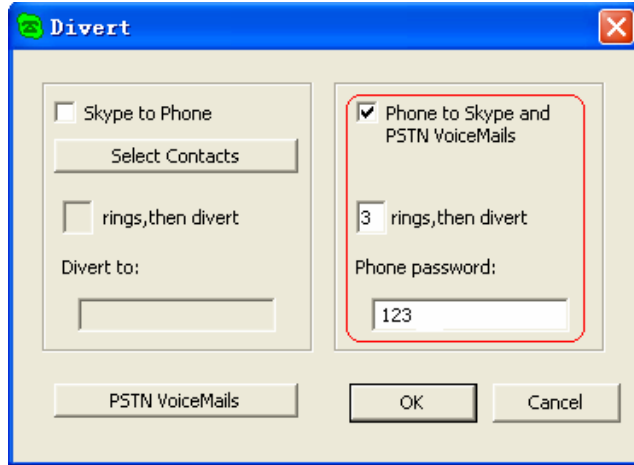 Divert
Skype to Phone
Select Contacts
rings,then divert
Divert to:
Phone to Skype and
PSTN VoiceMails
3 rings,then divert
Phone password:
123
PSTN VoiceMails
OK
Cancel